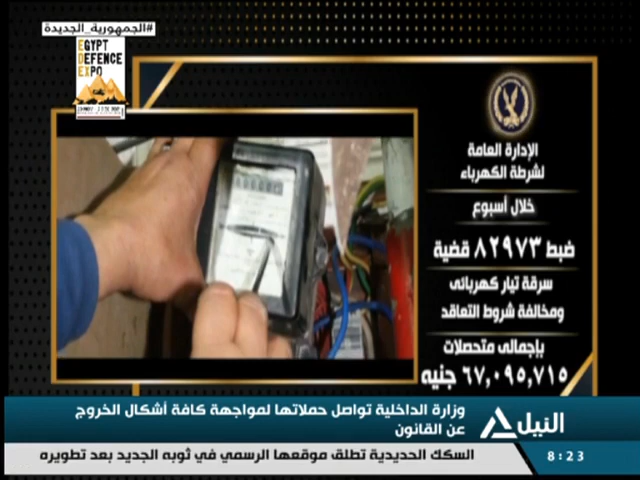 #الجمهورية_الجديدة
EGYPT
DEFENCE
EXPO
الإدارة العامة
لشرطة الكهرباء
خلال أسبوع
ضبط ٨٢٩٧٣ قضية
سرقة تيار كهربائى
ومخالفة شروط التعاقد
بإجمالى متحصلات
٦٧,٠٩٥,٧١٥ جنيه
النيل
وزارة الداخلية تواصل حملاتها لمواجهة كافة أشكال الخروج
عن القانون
8:23
السكك الحديدية تطلق موقعها الرسمي في ثوبه الجديد بعد تطويره